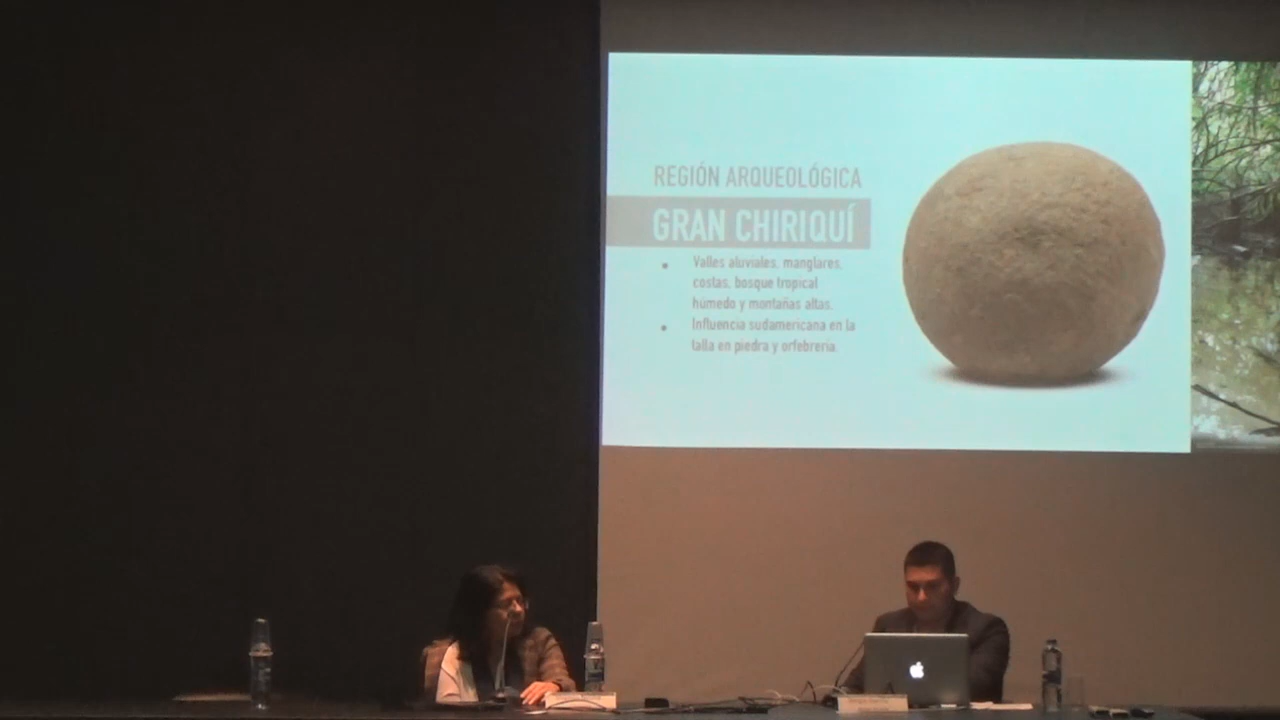 REGIÓN ARQUEOLÓGICA
GRAN CHIRIQUÍ
• Valles aluviales, manglares,
costas, bosque tropical
húmedo y montañas altas.
• Influencia sudamericana en la
talla en piedra y orfebrería.